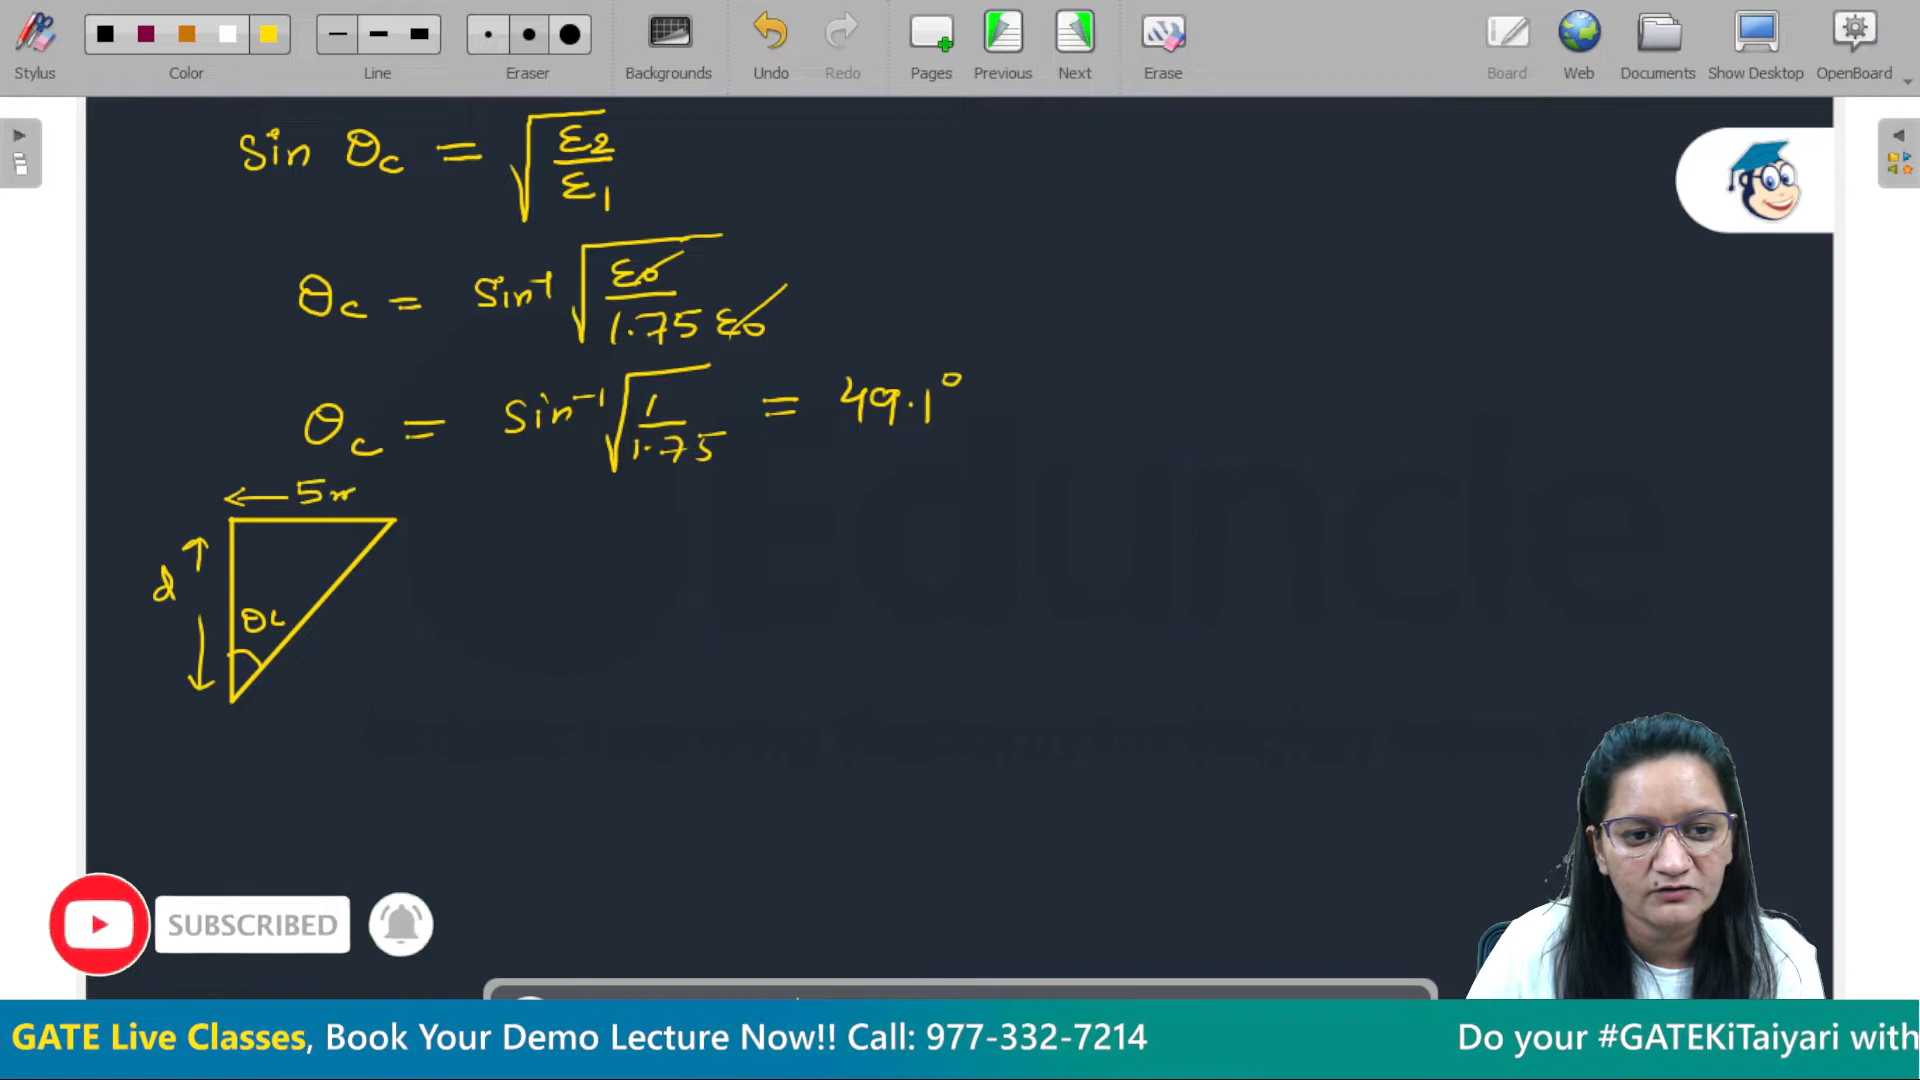 Stylus Color Line Eraser Backgrounds Undo Redo Pages Previous Next Erase Board Web Documents Show Desktop OpenBoard
sin θc = √(ε2/ε1)
θc = sin⁻¹ √(ε0/1.75 ε0)
θc = sin⁻¹ √(1/1.75) = 49.1°
← 5m
d
θc
Eduncle
SUBSCRIBED
GATE Live Classes, Book Your Demo Lecture Now!! Call: 977-332-7214
Do your #GATEKiTaiyari with